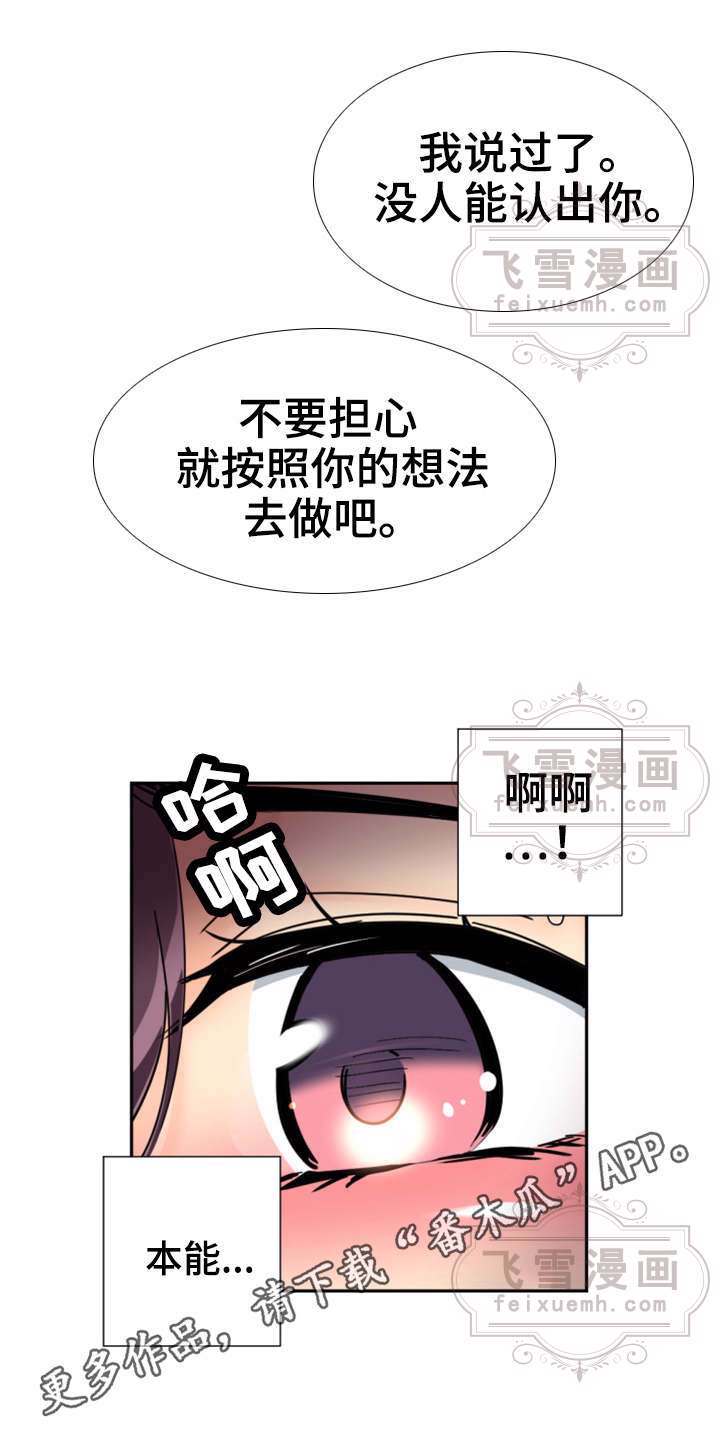 我说过了。
没人能认出你。
飞雪漫画
feixuemh.com
不要担心
就按照你的想法
去做吧。
飞雪漫画
feixuemh.com
啊啊
...!
哈
啊
本能...
飞雪漫画
feixuemh.com
更多作品，请下载“番木瓜”APP。